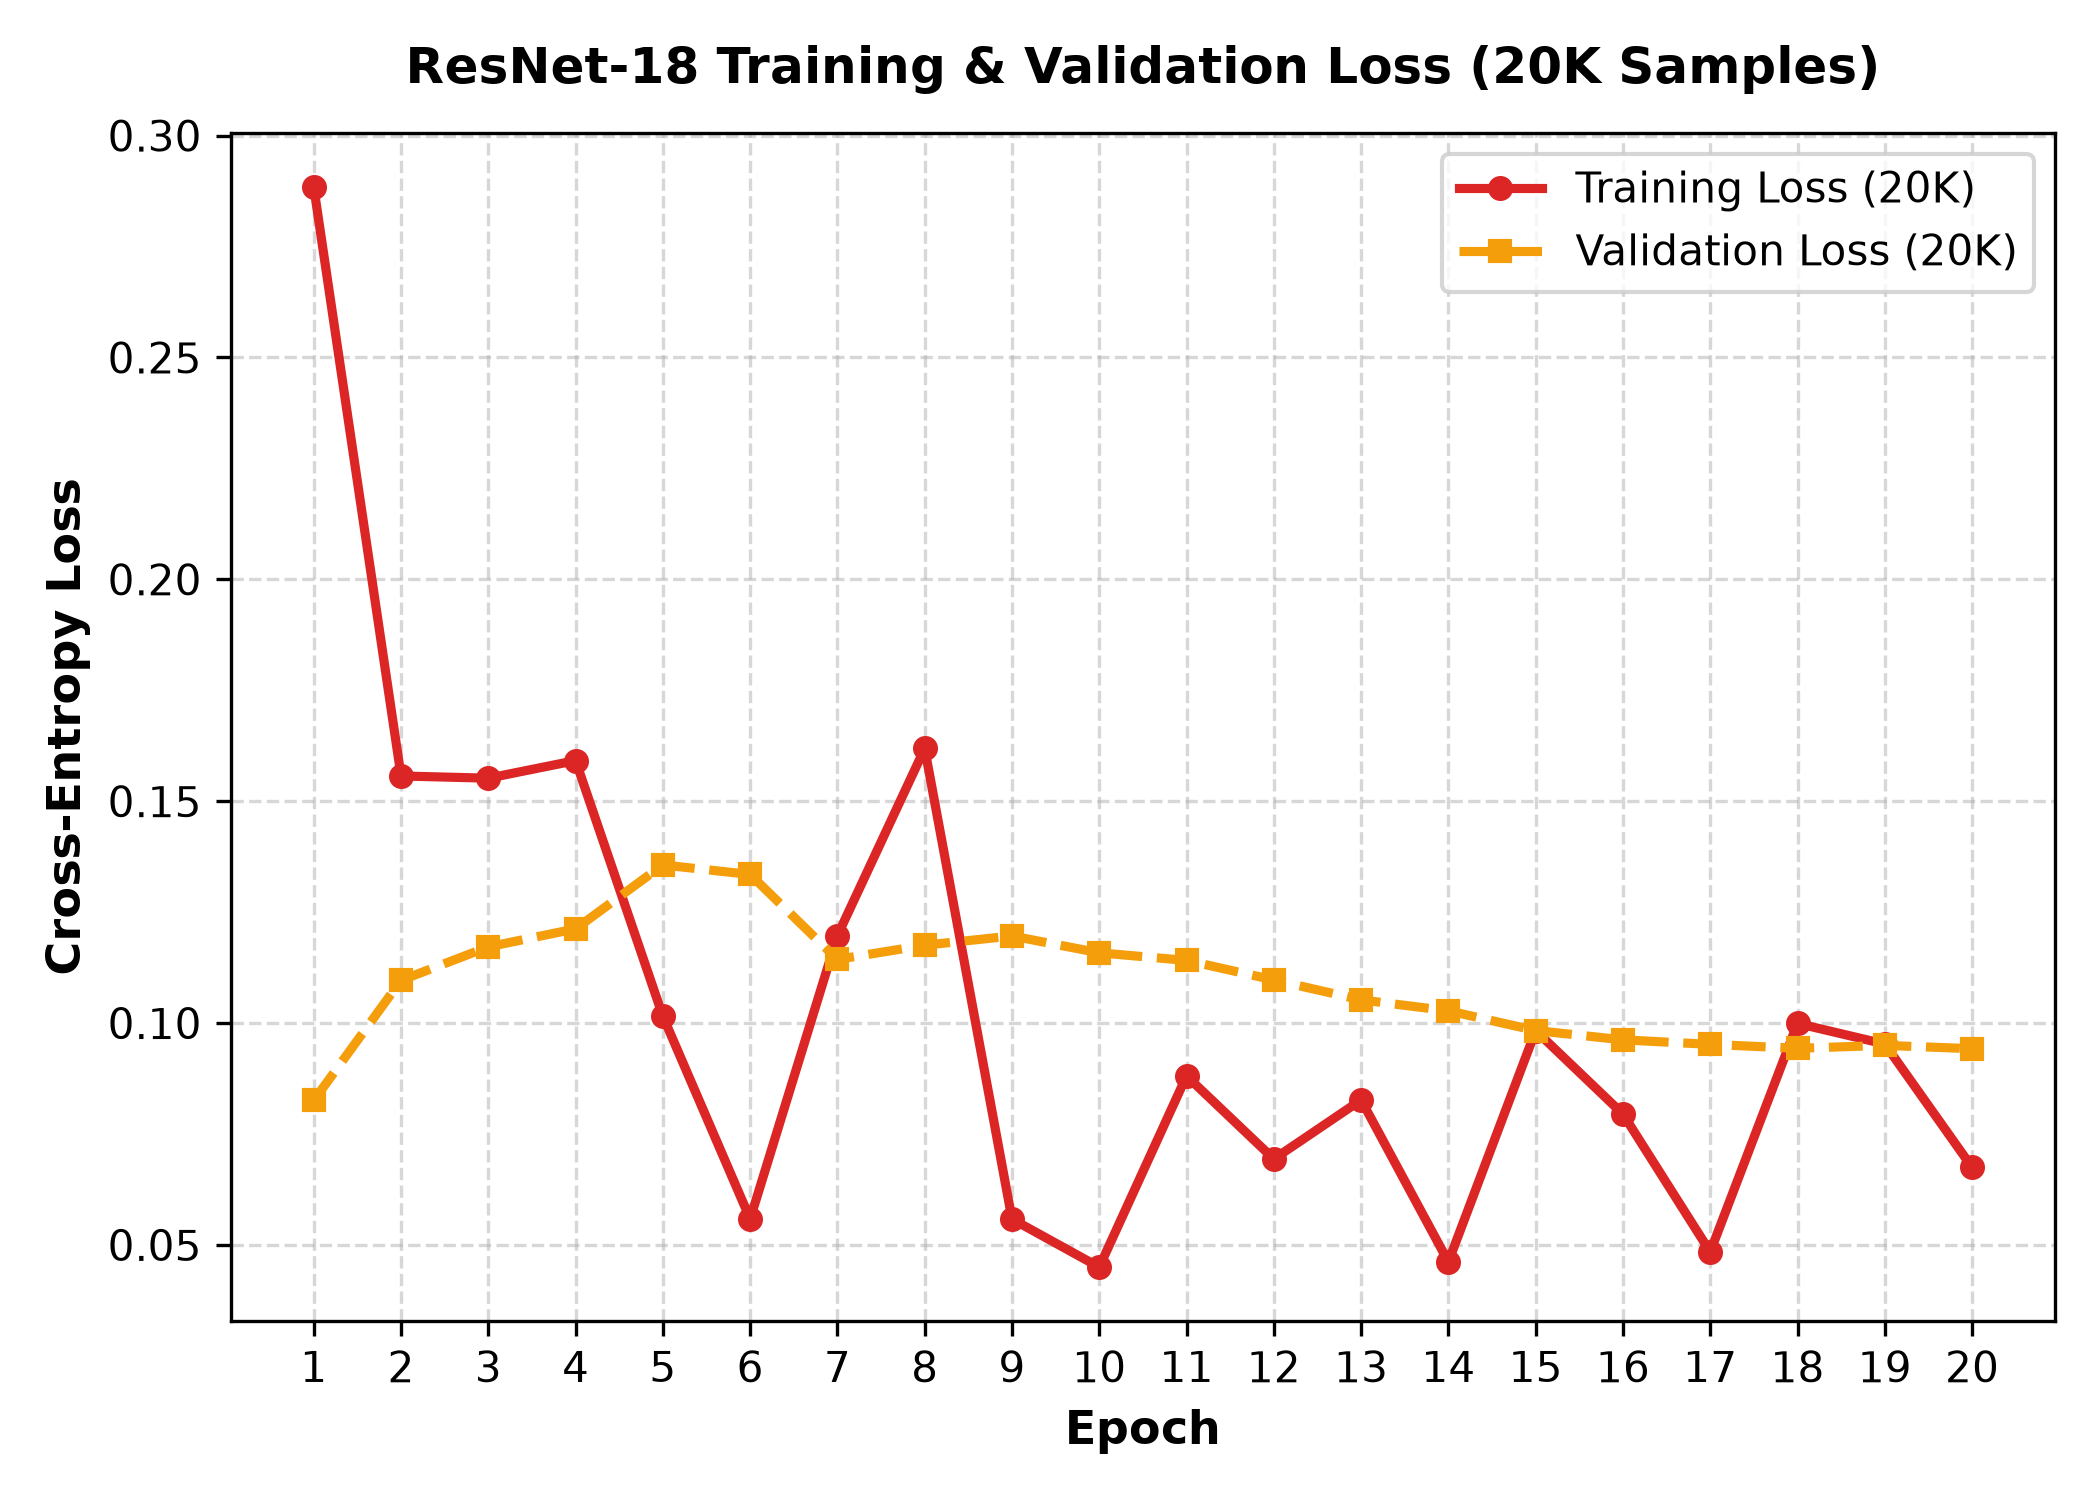 ResNet-18 Training & Validation Loss (20K Samples)
Training Loss (20K)
Validation Loss (20K)
Cross-Entropy Loss
0.30
0.25
0.20
0.15
0.10
0.05
1 2 3 4 5 6 7 8 9 10 11 12 13 14 15 16 17 18 19 20
Epoch